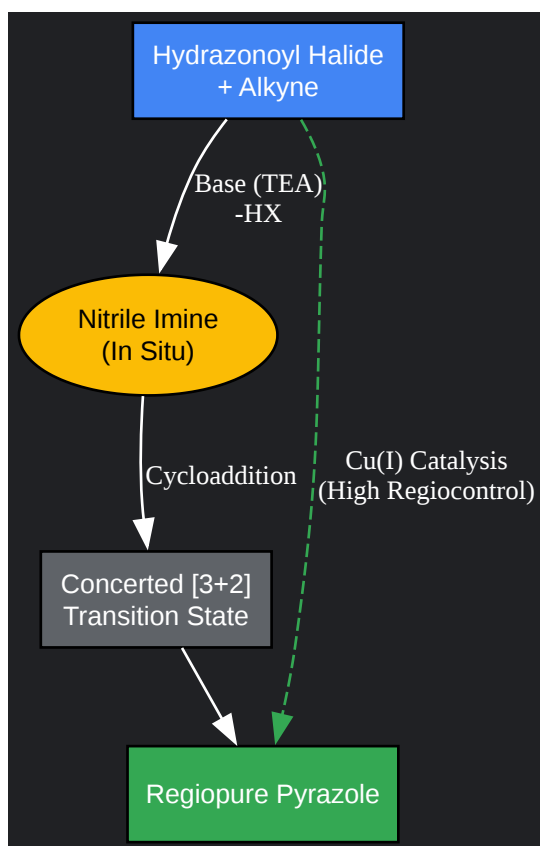 Hydrazonoyl Halide
+ Alkyne
Base (TEA)
-HX
Nitrile Imine
(In Situ)
Cycloaddition
Cu(I) Catalysis
(High Regiocontrol)
Concerted [3+2]
Transition State
Regiopure Pyrazole